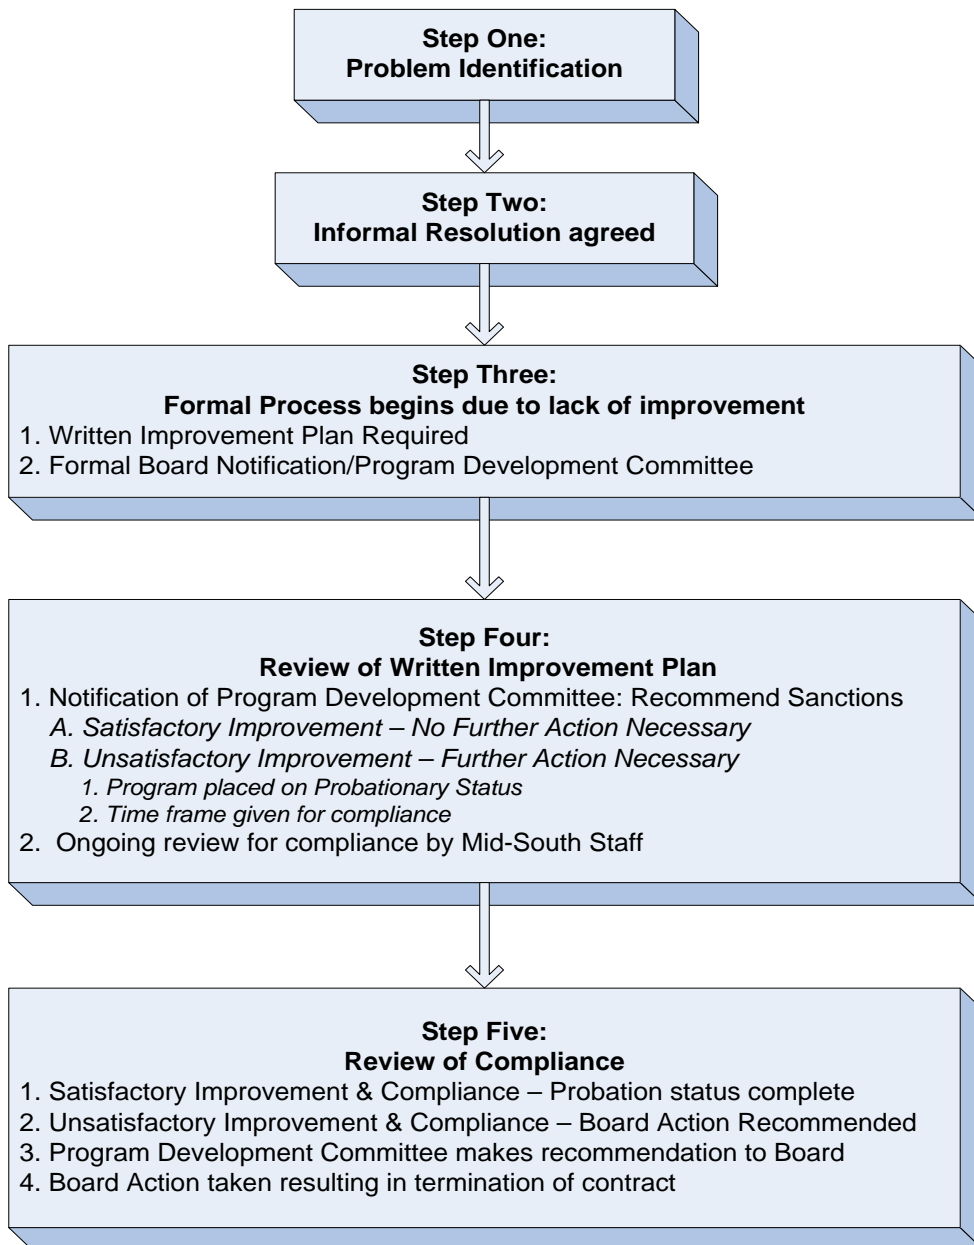 Step One:
Problem Identification
Step Two:
Informal Resolution agreed
Step Three:
Formal Process begins due to lack of improvement
1. Written Improvement Plan Required
2. Formal Board Notification/Program Development Committee
Step Four:
Review of Written Improvement Plan
1. Notification of Program Development Committee: Recommend Sanctions
A. Satisfactory Improvement – No Further Action Necessary
B. Unsatisfactory Improvement – Further Action Necessary
1. Program placed on Probationary Status
2. Time frame given for compliance
2. Ongoing review for compliance by Mid-South Staff
Step Five:
Review of Compliance
1. Satisfactory Improvement & Compliance – Probation status complete
2. Unsatisfactory Improvement & Compliance – Board Action Recommended
3. Program Development Committee makes recommendation to Board
4. Board Action taken resulting in termination of contract